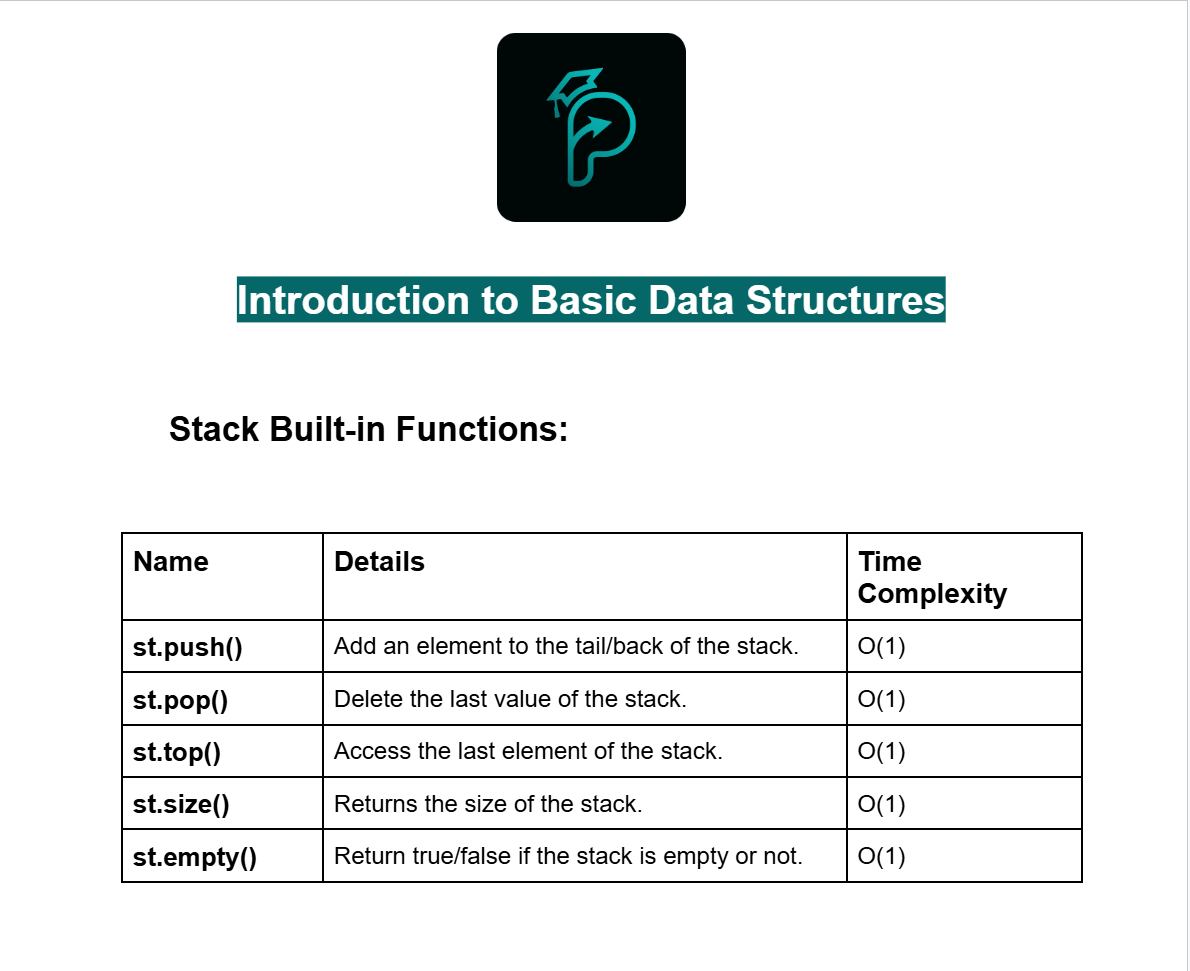 Introduction to Basic Data Structures
Stack Built-in Functions:
Name Details Time
Complexity
st.push() Add an element to the tail/back of the stack. O(1)
st.pop() Delete the last value of the stack. O(1)
st.top() Access the last element of the stack. O(1)
st.size() Returns the size of the stack. O(1)
st.empty() Return true/false if the stack is empty or not. O(1)